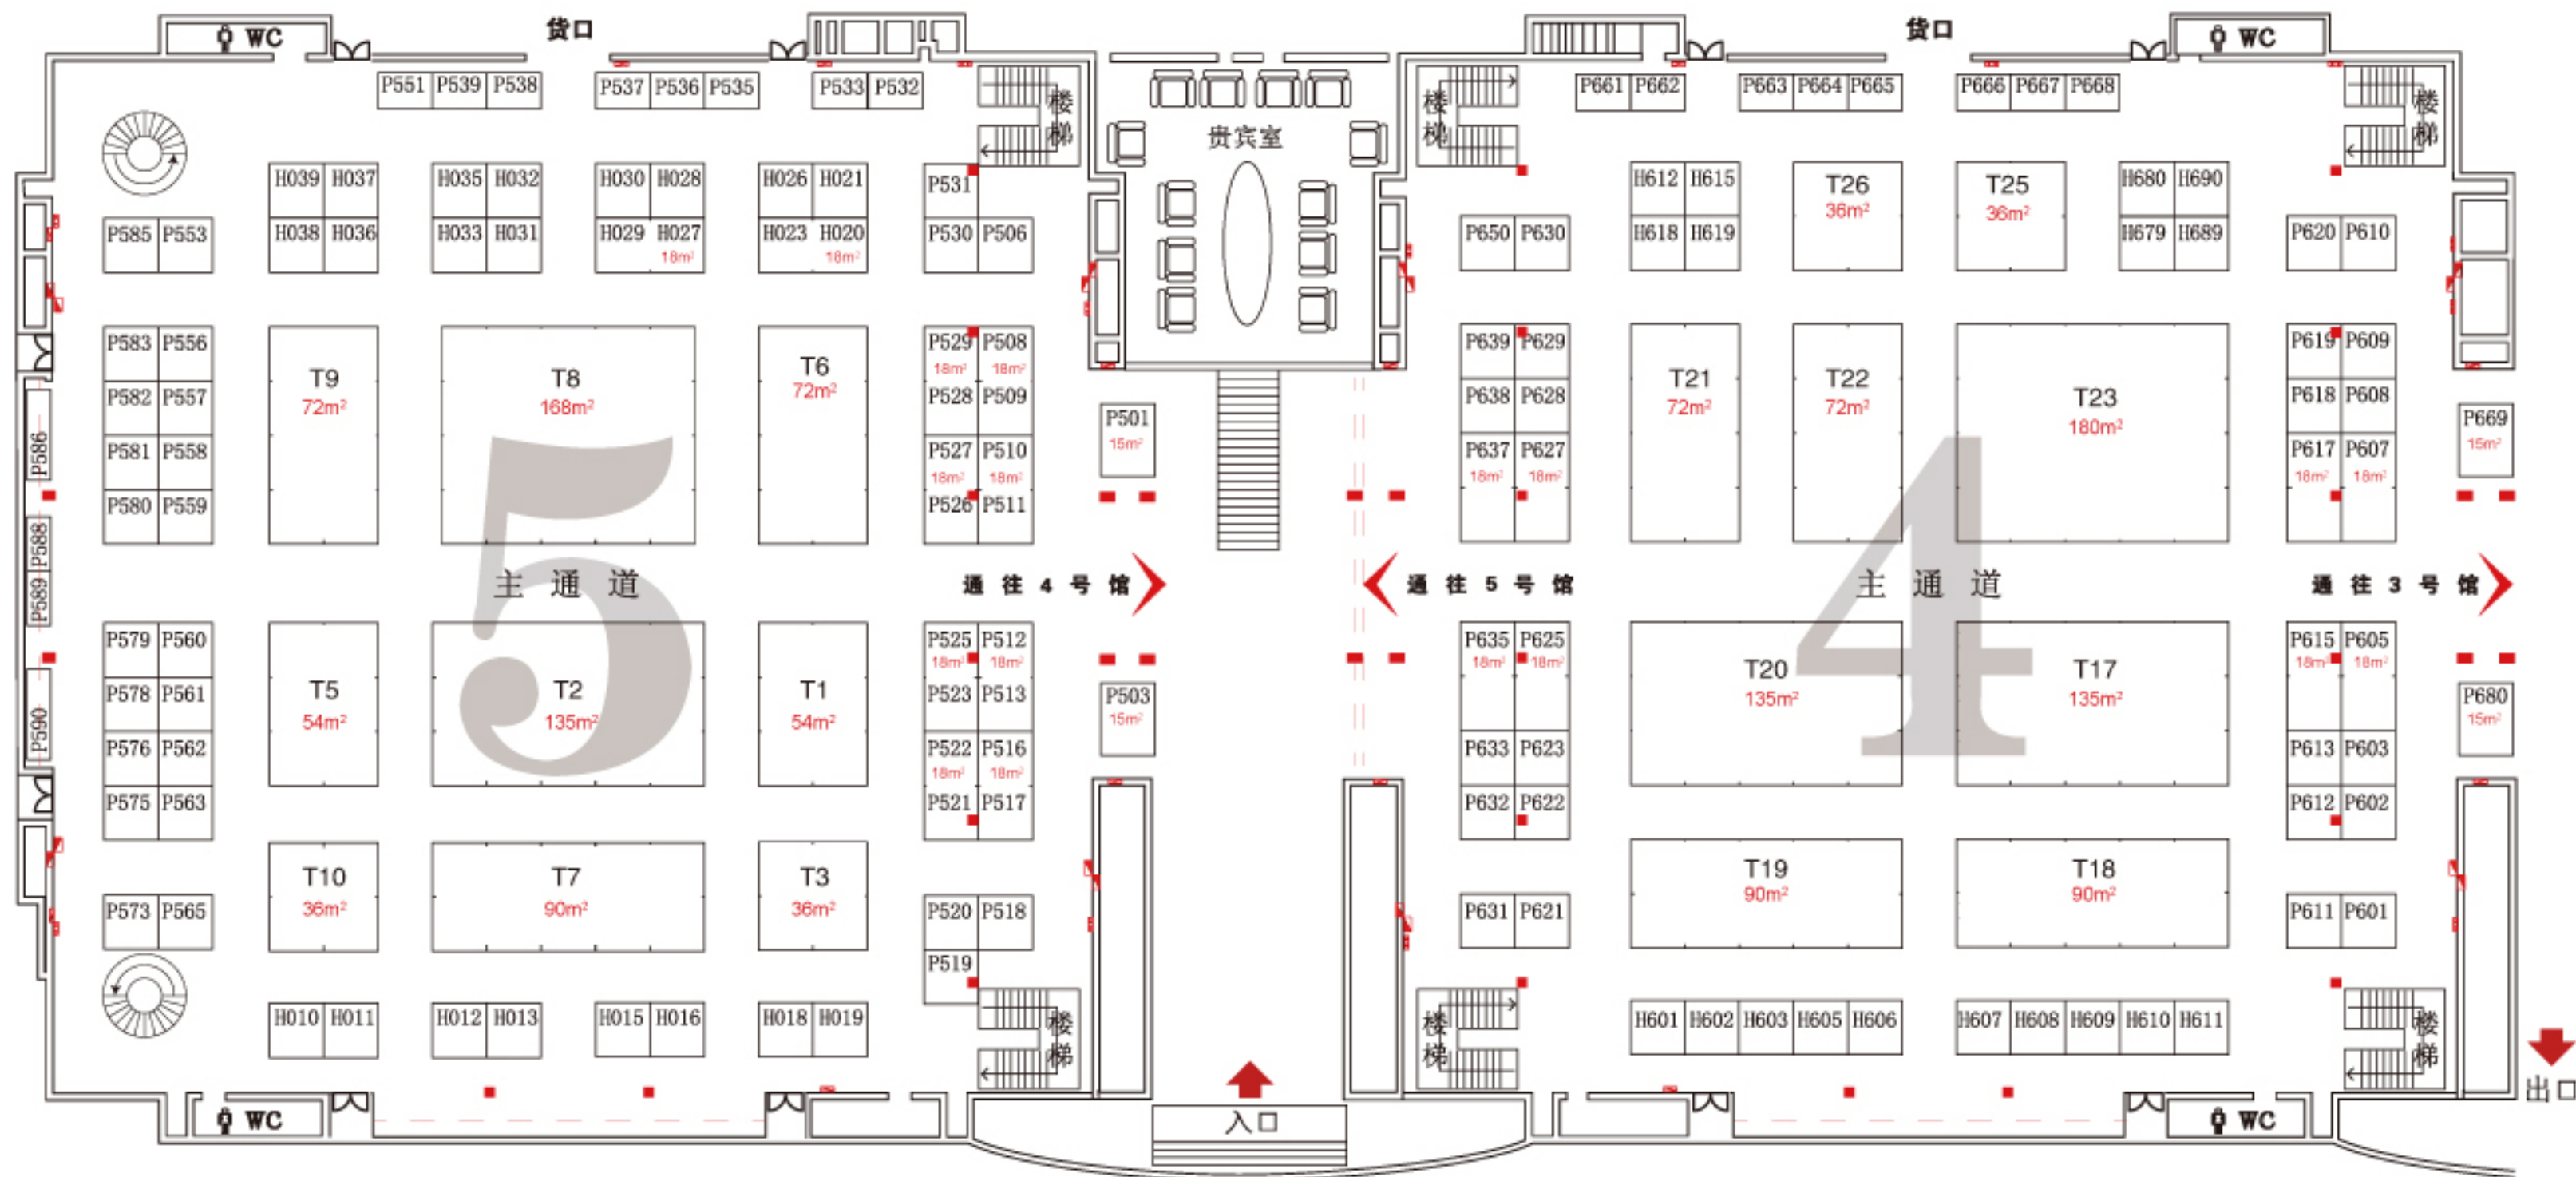 WC
货口
货口
WC
P551 P539 P538
P537 P536 P535
P533 P532
楼梯
贵宾室
楼梯
P661 P662
P663 P664 P665
P666 P667 P668
楼梯
H039 H037
H035 H032
H030 H028
H026 H021
P531
H612 H615
T26
36m²
T25
36m²
H680 H690
P585 P553
H038 H036
H033 H031
H029 H027
18m²
H023 H020
18m²
P530 P506
P650 P630
H618 H619
H679 H689
P620 P610
P583 P556
P582 P557
P581 P558
P580 P559
T9
72m²
T8
168m²
T6
72m²
P529 P508
18m² 18m²
P528 P509
P527 P510
18m² 18m²
P526 P511
P501
15m²
P639 P629
P638 P628
P637 P627
18m² 18m²
T21
72m²
T22
72m²
T23
180m²
P619 P609
P618 P608
P617 P607
18m² 18m²
P669
15m²
P586
P588
P589
P590
5
4
主通道
通往4号馆
通往5号馆
主通道
通往3号馆
P579 P560
P578 P561
P576 P562
P575 P563
T5
54m²
T2
135m²
T1
54m²
P525 P512
18m² 18m²
P523 P513
P522 P516
18m² 18m²
P521 P517
P503
15m²
P635 P625
18m² 18m²
P633 P623
P632 P622
T20
135m²
T17
135m²
P615 P605
18m² 18m²
P613 P603
P612 P602
P680
15m²
P573 P565
T10
36m²
T7
90m²
T3
36m²
P520 P518
P519
P631 P621
T19
90m²
T18
90m²
P611 P601
H010 H011
H012 H013
H015 H016
H018 H019
楼梯
楼梯
H601 H602 H603 H605 H606
H607 H608 H609 H610 H611
楼梯
出口
WC
入口
WC